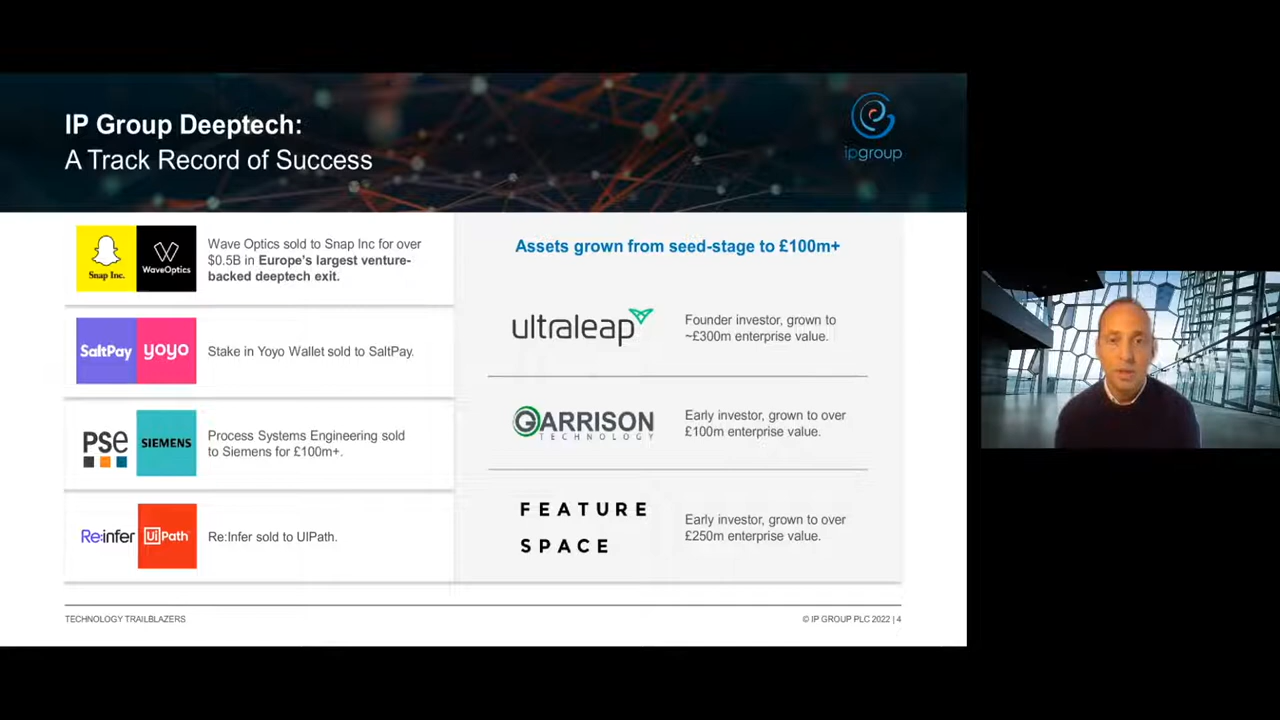 IP Group Deeptech:
A Track Record of Success
ipgroup
Snap Inc.
WaveOptics
Wave Optics sold to Snap Inc for over
$0.5B in Europe's largest venture-
backed deeptech exit.
SaltPay
yoyo
Stake in Yoyo Wallet sold to SaltPay.
PSe
SIEMENS
Process Systems Engineering sold
to Siemens for £100m+.
Re:infer
UiPath
Re:Infer sold to UIPath.
Assets grown from seed-stage to £100m+
ultraleap
Founder investor, grown to
~£300m enterprise value.
GARRISON
TECHNOLOGY
Early investor, grown to over
£100m enterprise value.
FEATURE
SPACE
Early investor, grown to over
£250m enterprise value.
TECHNOLOGY TRAILBLAZERS
© IP GROUP PLC 2022 | 4